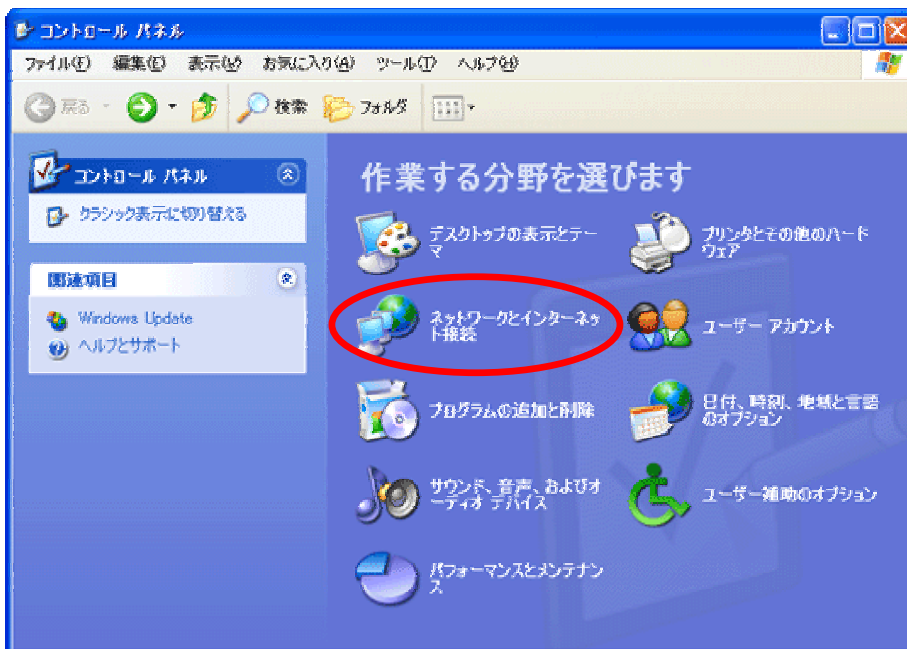 コントロール パネル
ファイル(F) 編集(E) 表示(V) お気に入り(A) ツール(T) ヘルプ(H)
戻る 検索 フォルダ
コントロール パネル
クラシック表示に切り替える
関連項目
Windows Update
ヘルプとサポート
作業する分野を選びます
デスクトップの表示とテー
マ
プリンタとその他のハード
ウェア
ネットワークとインターネッ
ト接続
ユーザー アカウント
プログラムの追加と削除
日付、時刻、地域と言語
のオプション
サウンド、音声、およびオ
ーディオ デバイス
ユーザー補助のオプション
パフォーマンスとメンテナン
ス